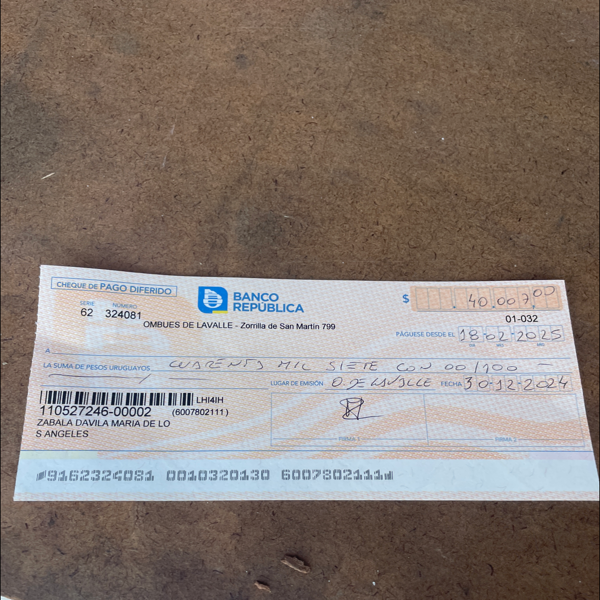 CHEQUE DE PAGO DIFERIDO
SERIE NÚMERO
62 324081
BANCO
REPÚBLICA
OMBUES DE LAVALLE - Zorrilla de San Martín 799
$ 40.007,00
01-032
PÁGUESE DESDE EL 18-02-2025
A
LA SUMA DE PESOS URUGUAYOS CUARENTA MIL SIETE CON 00/100 —
LUGAR DE EMISIÓN O. DE LAVALLE FECHA 30-12-2024
LHI4IH
110527246-00002 (6007802111)
ZABALA DAVILA MARIA DE LO
S ANGELES
FIRMA 1 FIRMA 2
9162324081 0010320130 6007802111